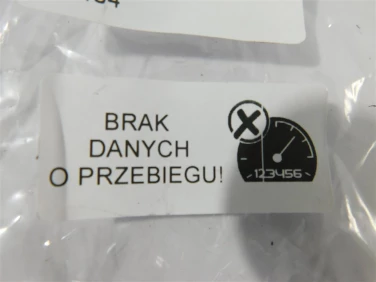 BRAK
DANYCH
O PRZEBIEGU!
123456